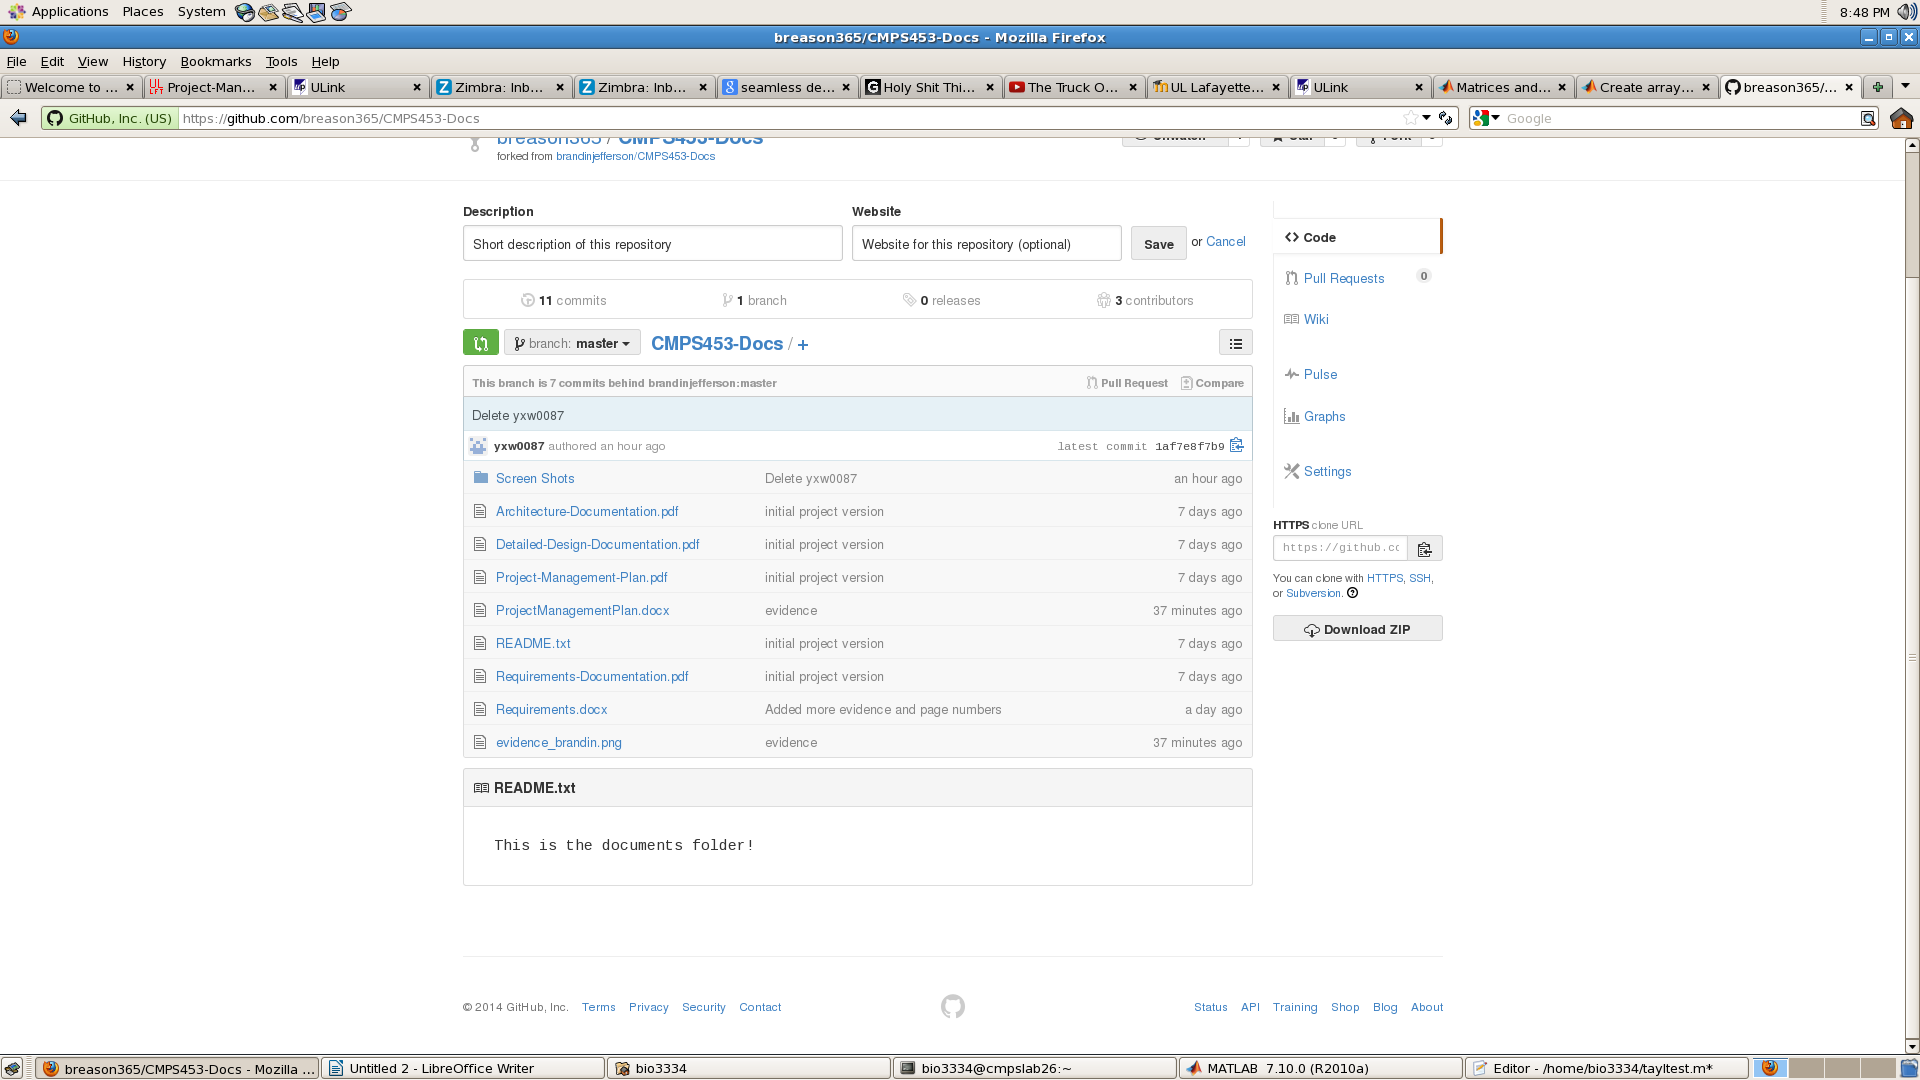 Applications Places System 8:48 PM
breason365/CMPS453-Docs - Mozilla Firefox
File Edit View History Bookmarks Tools Help
Welcome to ... Project-Man... ULink Zimbra: Inb... Zimbra: Inb... seamless de... Holy Shit Thi... The Truck O... UL Lafayette... ULink Matrices and... Create array... breason365/...
GitHub, Inc. (US) https://github.com/breason365/CMPS453-Docs Google
breason365 / CMPS453-Docs Unwatch Star Fork
forked from brandinjefferson/CMPS453-Docs
Description Website
Short description of this repository Website for this repository (optional) Save or Cancel
11 commits 1 branch 0 releases 3 contributors
branch: master CMPS453-Docs / +
This branch is 7 commits behind brandinjefferson:master Pull Request Compare
Delete yxw0087
yxw0087 authored an hour ago latest commit 1af7e8f7b9
Screen Shots Delete yxw0087 an hour ago
Architecture-Documentation.pdf initial project version 7 days ago
Detailed-Design-Documentation.pdf initial project version 7 days ago
Project-Management-Plan.pdf initial project version 7 days ago
ProjectManagementPlan.docx evidence 37 minutes ago
README.txt initial project version 7 days ago
Requirements-Documentation.pdf initial project version 7 days ago
Requirements.docx Added more evidence and page numbers a day ago
evidence_brandin.png evidence 37 minutes ago
README.txt
This is the documents folder!
Code
Pull Requests 0
Wiki
Pulse
Graphs
Settings
HTTPS clone URL
https://github.cc
You can clone with HTTPS, SSH,
or Subversion.
Download ZIP
© 2014 GitHub, Inc. Terms Privacy Security Contact Status API Training Shop Blog About
breason365/CMPS453-Docs - Mozilla ... Untitled 2 - LibreOffice Writer bio3334 bio3334@cmpslab26:~ MATLAB 7.10.0 (R2010a) Editor - /home/bio3334/tayltest.m*